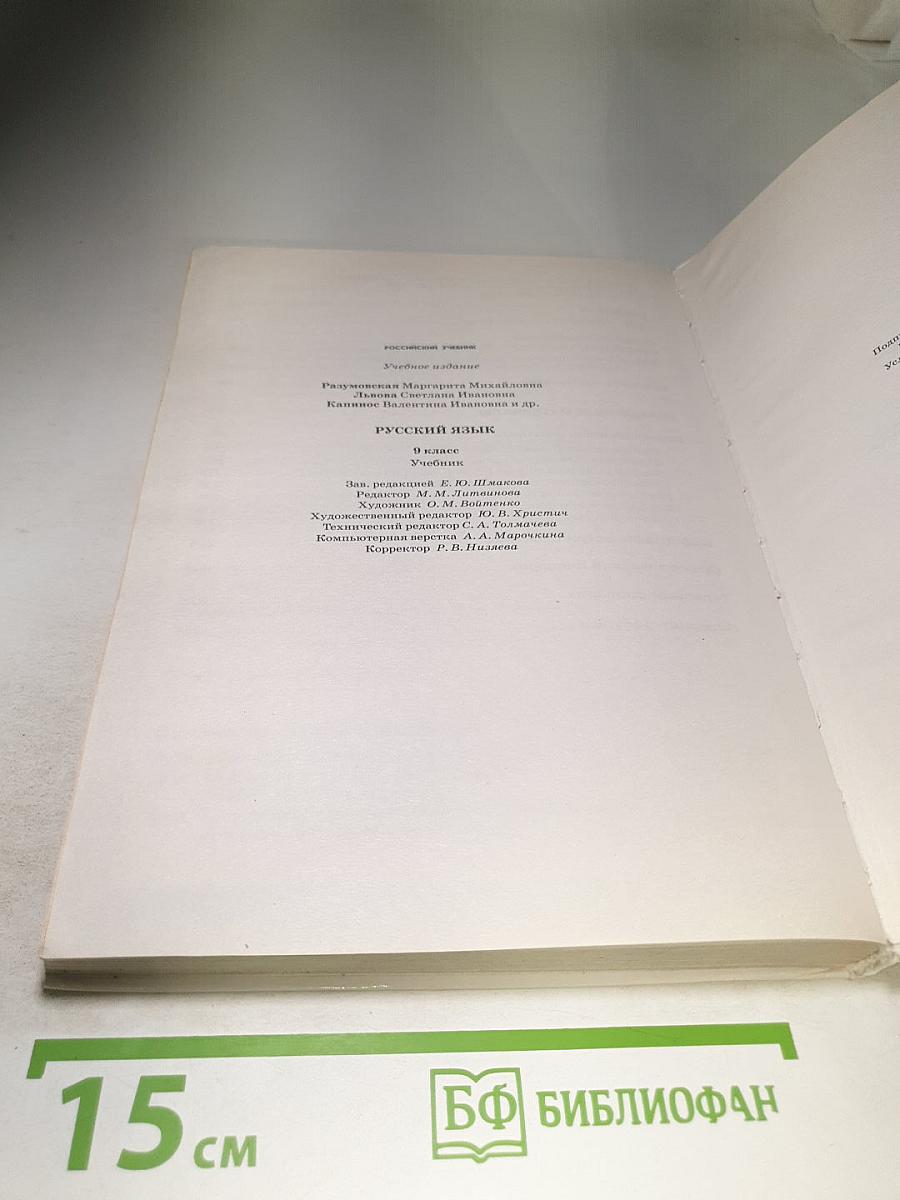 РОССИЙСКИЙ УЧЕБНИК
Учебное издание
Разумовская Маргарита Михайловна
Львова Светлана Ивановна
Капинос Валентина Ивановна и др.
РУССКИЙ ЯЗЫК
9 класс
Учебник
Зав. редакцией Е. Ю. Шмакова
Редактор М. М. Литвинова
Художник О. М. Войтенко
Художественный редактор Ю. В. Христич
Технический редактор С. А. Толмачева
Компьютерная верстка А. А. Марочкина
Корректор Р. В. Низяева
15 см
БФ БИБЛИОФАН